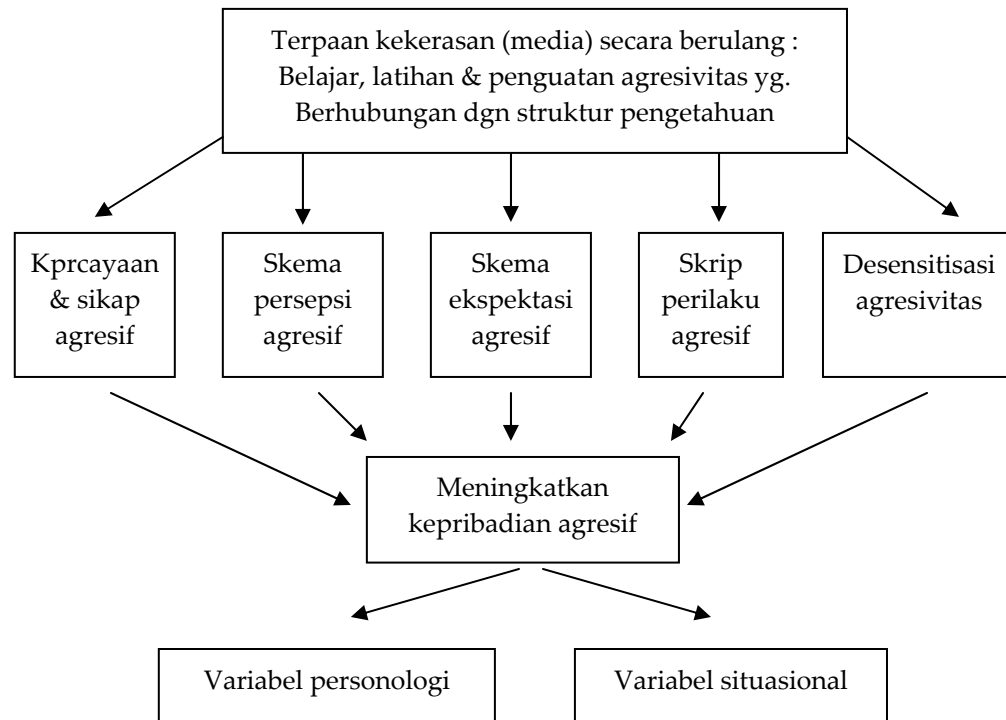 Terpaan kekerasan (media) secara berulang :
Belajar, latihan & penguatan agresivitas yg.
Berhubungan dgn struktur pengetahuan
Kprcayaan
& sikap
agresif
Skema
persepsi
agresif
Skema
ekspektasi
agresif
Skrip
perilaku
agresif
Desensitisasi
agresivitas
Meningkatkan
kepribadian agresif
Variabel personologi
Variabel situasional